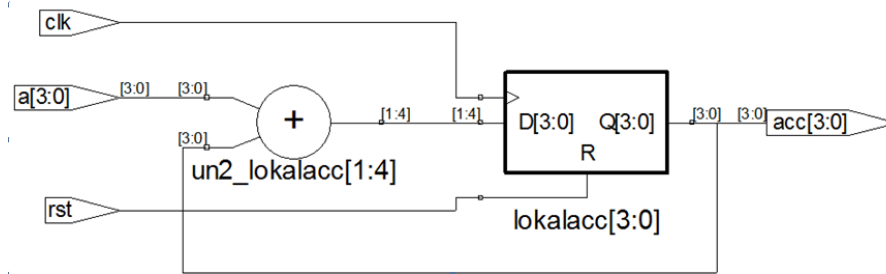 clk
a[3:0]
[3:0]
[3:0]
[3:0]
+
un2_lokalacc[1:4]
[1:4]
[1:4]
D[3:0]
Q[3:0]
R
lokalacc[3:0]
[3:0]
[3:0]
acc[3:0]
rst